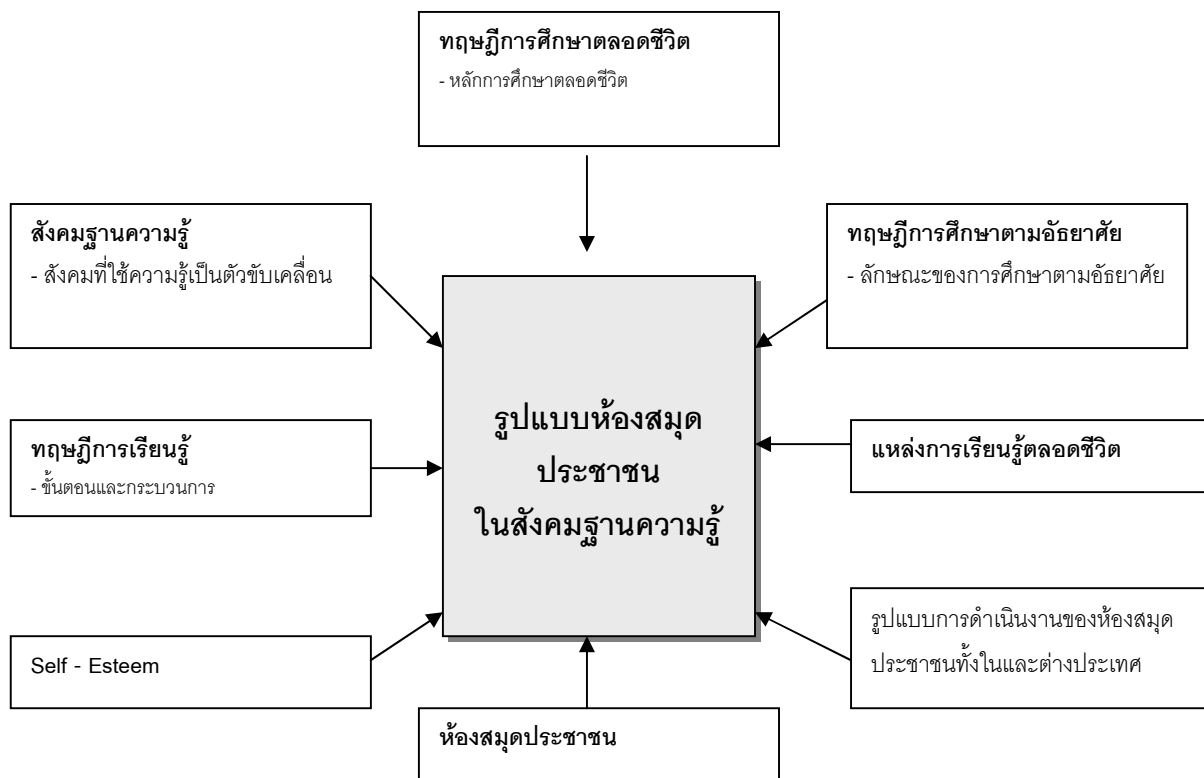 ทฤษฎีการศึกษาตลอดชีวิต
- หลักการศึกษาตลอดชีวิต
สังคมฐานความรู้
- สังคมที่ใช้ความรู้เป็นตัวขับเคลื่อน
ทฤษฎีการศึกษาตามอัธยาศัย
- ลักษณะของการศึกษาตามอัธยาศัย
ทฤษฎีการเรียนรู้
- ขั้นตอนและกระบวนการ
รูปแบบห้องสมุด
ประชาชน
ในสังคมฐานความรู้
แหล่งการเรียนรู้ตลอดชีวิต
Self - Esteem
รูปแบบการดำเนินงานของห้องสมุด
ประชาชนทั้งในและต่างประเทศ
ห้องสมุดประชาชน